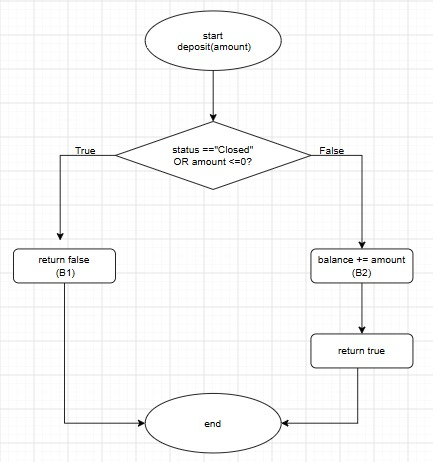 start
deposit(amount)
status =="Closed"
OR amount <=0?
True
False
return false
(B1)
balance += amount
(B2)
return true
end